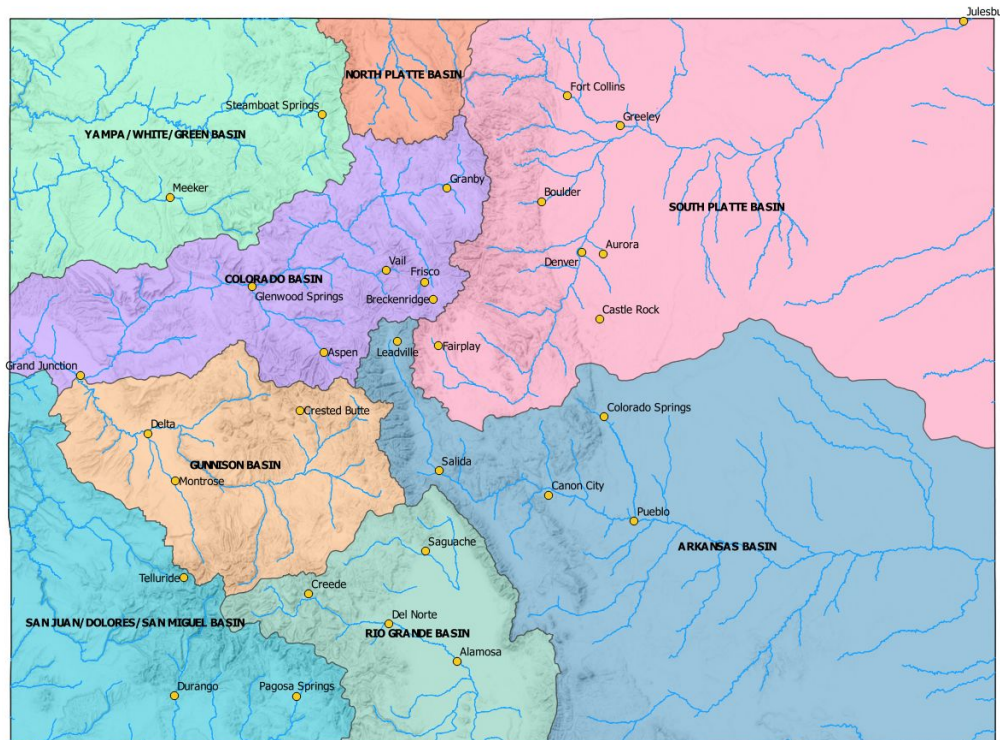 Julesbu
NORTH PLATTE BASIN
Fort Collins
Steamboat Springs
Greeley
YAMPA/WHITE/GREEN BASIN
Meeker
Granby
Boulder
SOUTH PLATTE BASIN
Aurora
Denver
Vail
Frisco
COLORADO BASIN
Glenwood Springs
Breckenridge
Castle Rock
Leadville
Fairplay
Aspen
Grand Junction
Crested Butte
Colorado Springs
Delta
GUNNISON BASIN
Salida
Montrose
Canon City
Pueblo
ARKANSAS BASIN
Saguache
Telluride
Creede
Del Norte
SAN JUAN/DOLORES/SAN MIGUEL BASIN
RIO GRANDE BASIN
Alamosa
Durango
Pagosa Springs